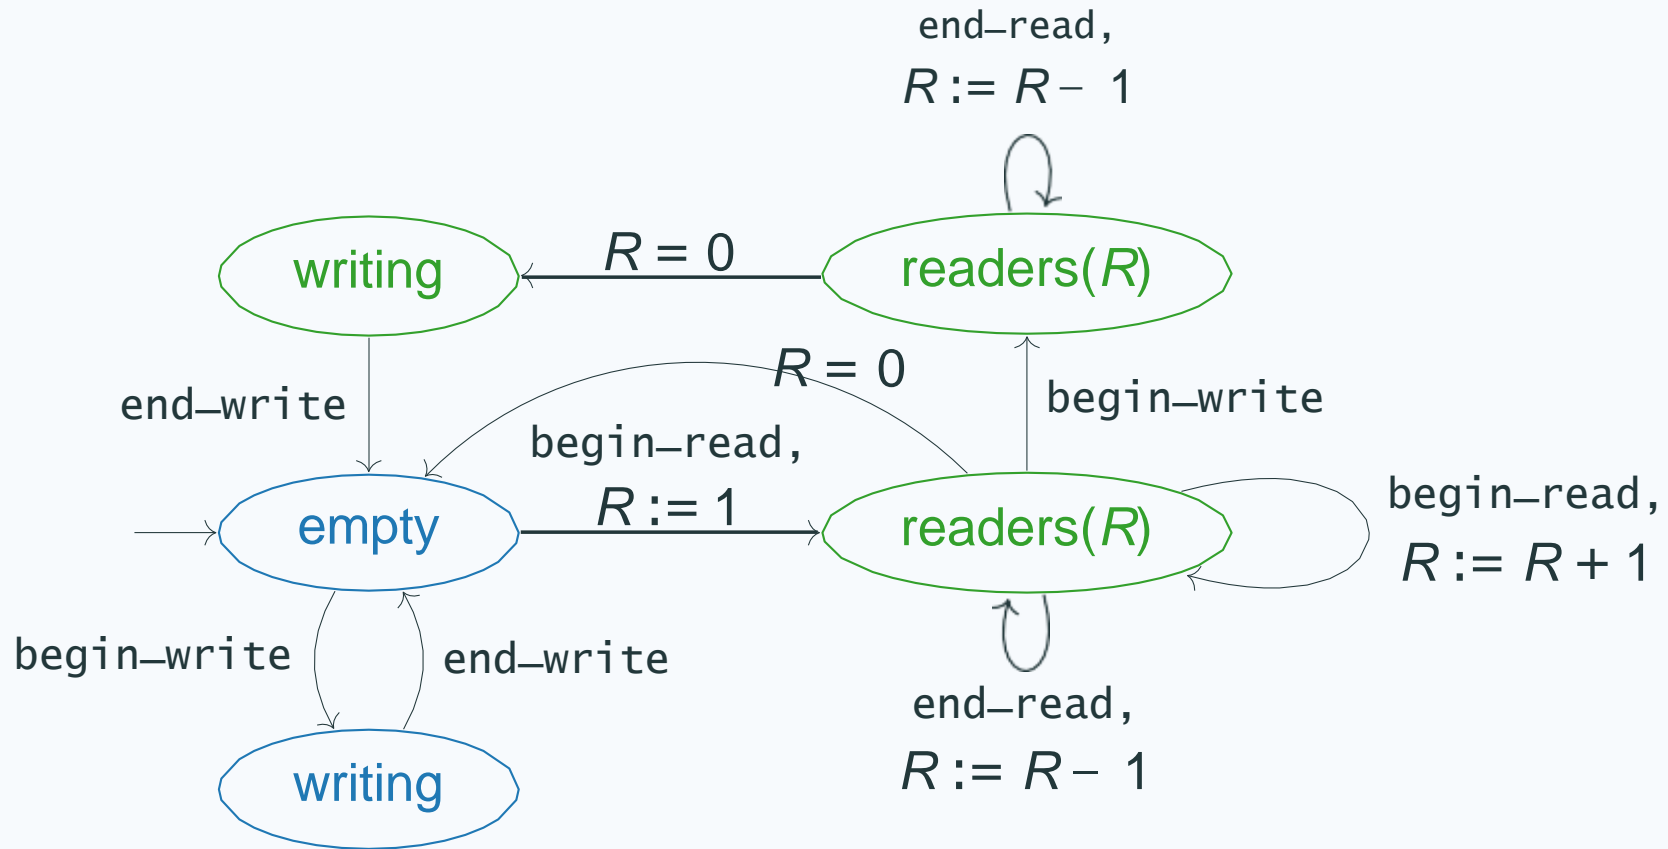 end–read,
R := R – 1
writing
R = 0
readers(R)
R = 0
end–write
begin–write
begin–read,
R := 1
empty
readers(R)
begin–read,
R := R + 1
begin–write
end–write
end–read,
R := R – 1
writing